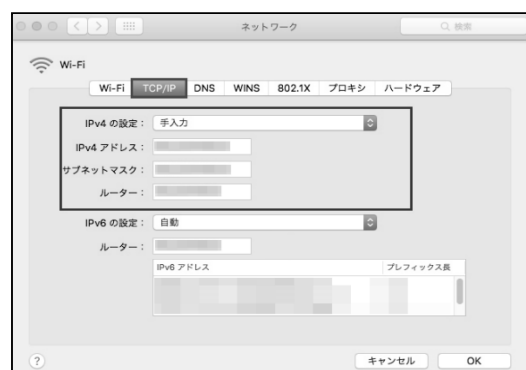 ネットワーク
検索
Wi-Fi
Wi-Fi TCP/IP DNS WINS 802.1X プロキシ ハードウェア
IPv4 の設定： 手入力
IPv4 アドレス：
サブネットマスク：
ルーター：
IPv6 の設定： 自動
ルーター：
IPv6 アドレス プレフィックス長
? キャンセル OK